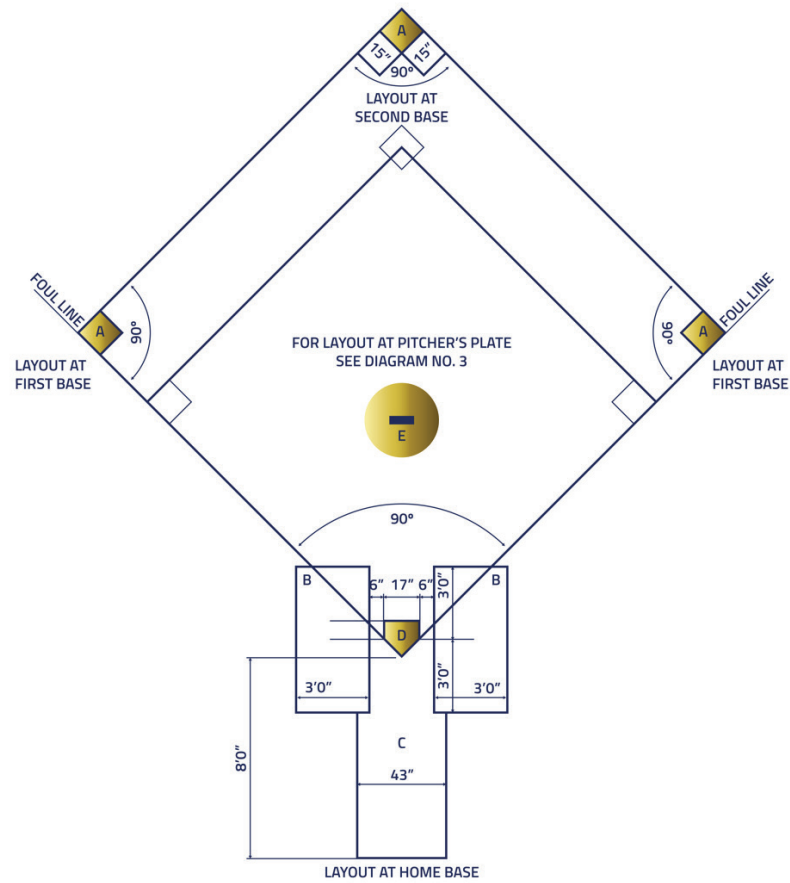 A
15” 15”
90°
LAYOUT AT
SECOND BASE
FOUL LINE
FOUL LINE
A
90°
90°
A
LAYOUT AT
FIRST BASE
FOR LAYOUT AT PITCHER’S PLATE
SEE DIAGRAM NO. 3
LAYOUT AT
FIRST BASE
E
90°
B
6” 17” 6”
3’0”
B
D
3’0”
3’0”
3’0”
C
8’0”
43”
LAYOUT AT HOME BASE